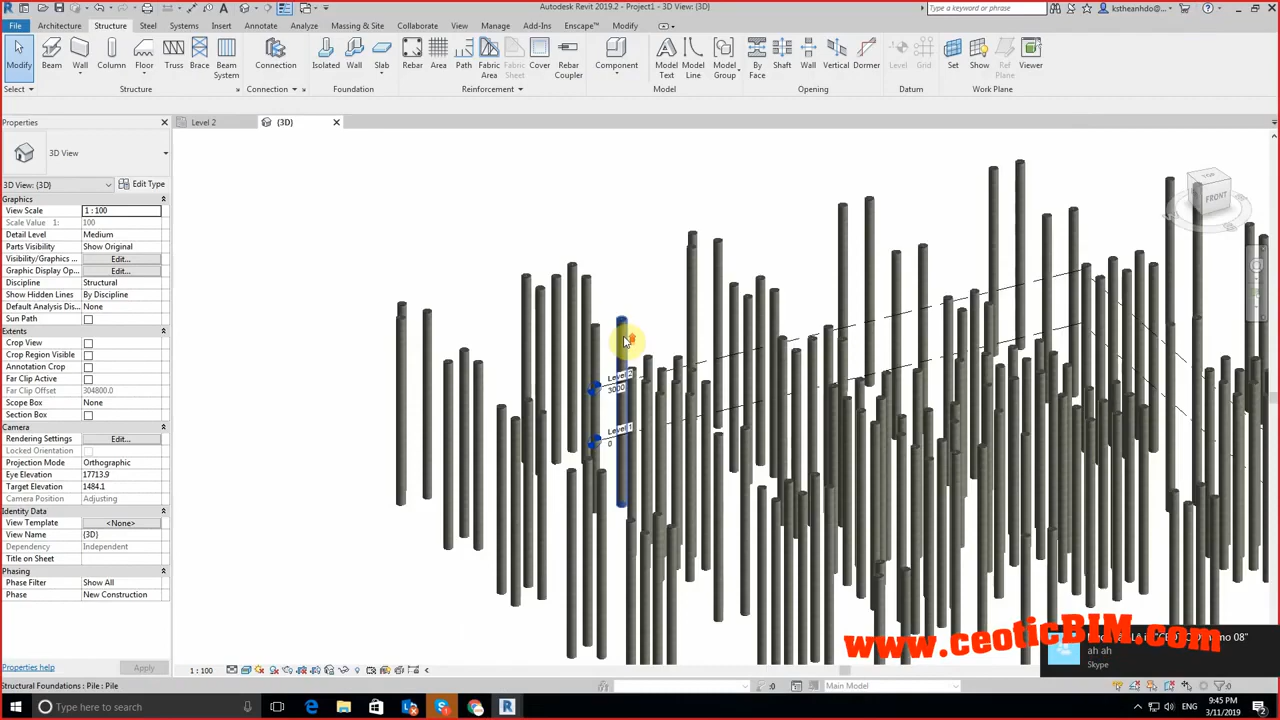 Autodesk Revit 2019.2 - Project1 - 3D View: {3D}
Type a keyword or phrase
kstheanhdo@...
File Architecture Structure Steel Systems Insert Annotate Analyze Massing & Site Collaborate View Manage Add-Ins Enscape™ Modify
Modify Beam Wall Column Floor Truss Brace Beam System Connection Isolated Wall Slab Rebar Area Path Fabric Area Fabric Sheet Cover Rebar Coupler Component Model Text Model Line Model Group By Face Shaft Wall Vertical Dormer Level Grid Set Show Ref Plane Viewer
Select Structure Connection Foundation Reinforcement Model Opening Datum Work Plane
Properties
Level 2
{3D}
3D View
3D View: {3D}
Edit Type
Graphics
View Scale 1 : 100
Scale Value 1: 100
Detail Level Medium
Parts Visibility Show Original
Visibility/Graphics ... Edit...
Graphic Display Op... Edit...
Discipline Structural
Show Hidden Lines By Discipline
Default Analysis Dis... None
Sun Path
Extents
Crop View
Crop Region Visible
Annotation Crop
Far Clip Active
Far Clip Offset 304800.0
Scope Box None
Section Box
Camera
Rendering Settings Edit...
Locked Orientation
Projection Mode Orthographic
Eye Elevation 17713.9
Target Elevation 1484.1
Camera Position Adjusting
Identity Data
View Template <None>
View Name {3D}
Dependency Independent
Title on Sheet
Phasing
Phase Filter Show All
Phase New Construction
Properties help
Apply
TOP
FRONT
Level 2
3000
Level 1
0
www.ceoticBIM.com
08"
ah ah
Skype
1 : 100
Structural Foundations : Pile : Pile
:0
Main Model
:0
Type here to search
ENG
9:45 PM
3/11/2019
2